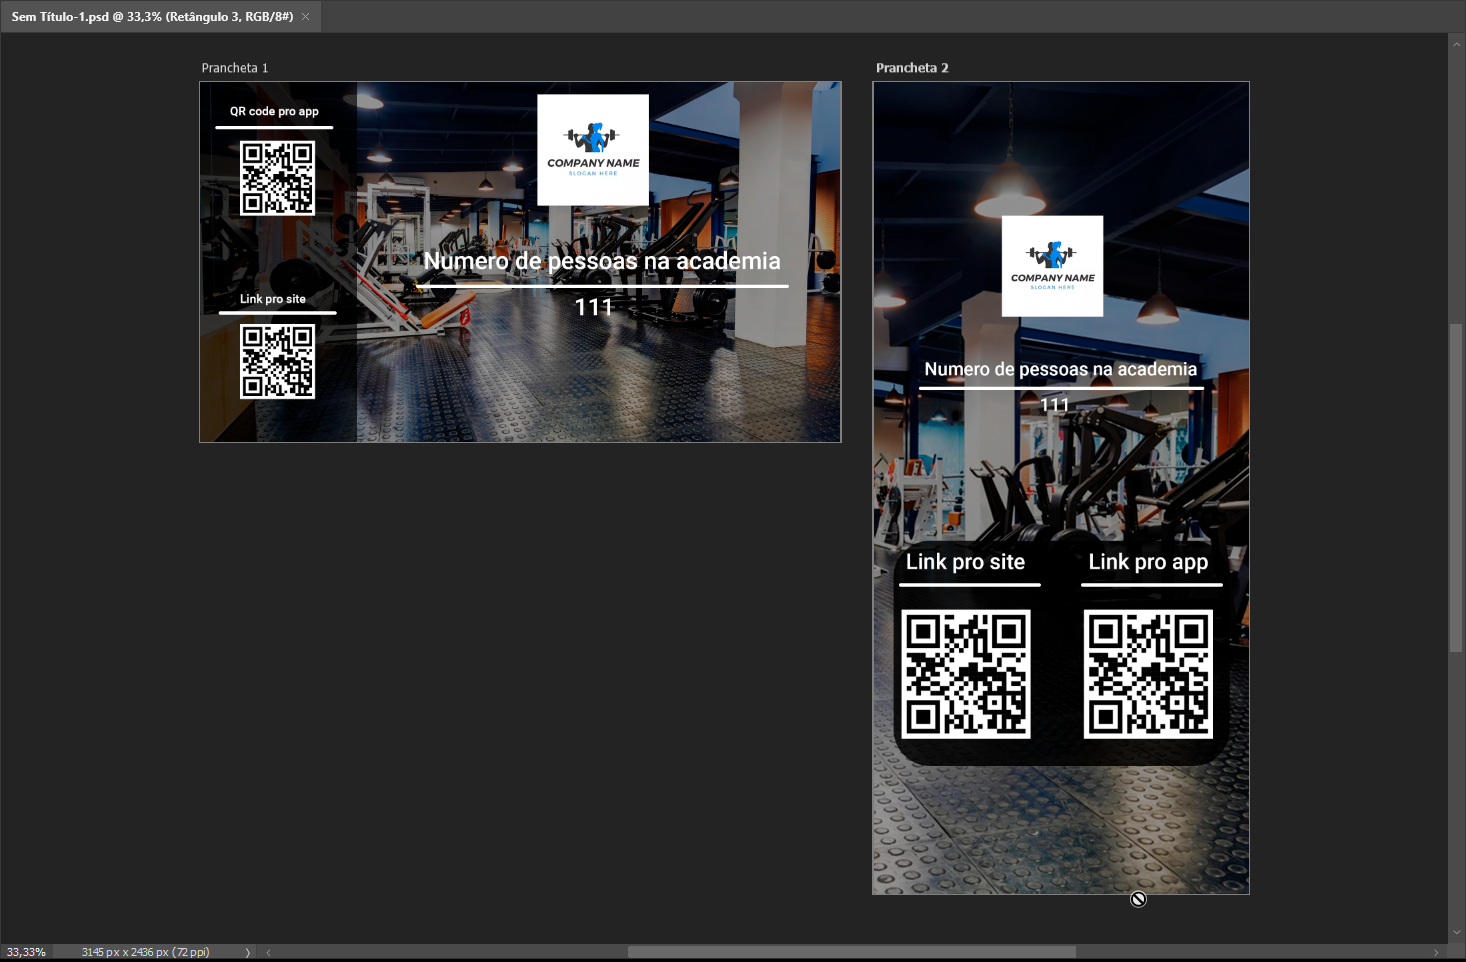 Sem Título-1.psd @ 33,3% (Retângulo 3, RGB/8#)
Prancheta 1
QR code pro app
COMPANY NAME
SLOGAN HERE
Numero de pessoas na academia
111
Link pro site
Prancheta 2
COMPANY NAME
SLOGAN HERE
Numero de pessoas na academia
111
Link pro site
Link pro app
33,33%
3145 px x 2436 px (72 ppi)